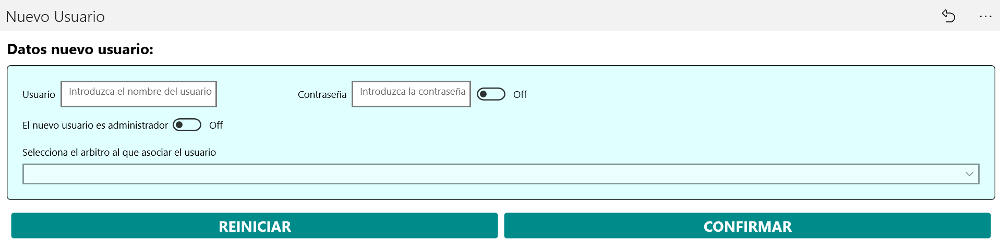 Nuevo Usuario
Datos nuevo usuario:
Usuario Introduzca el nombre del usuario Contraseña Introduzca la contraseña Off
El nuevo usuario es administrador Off
Selecciona el arbitro al que asociar el usuario
REINICIAR CONFIRMAR